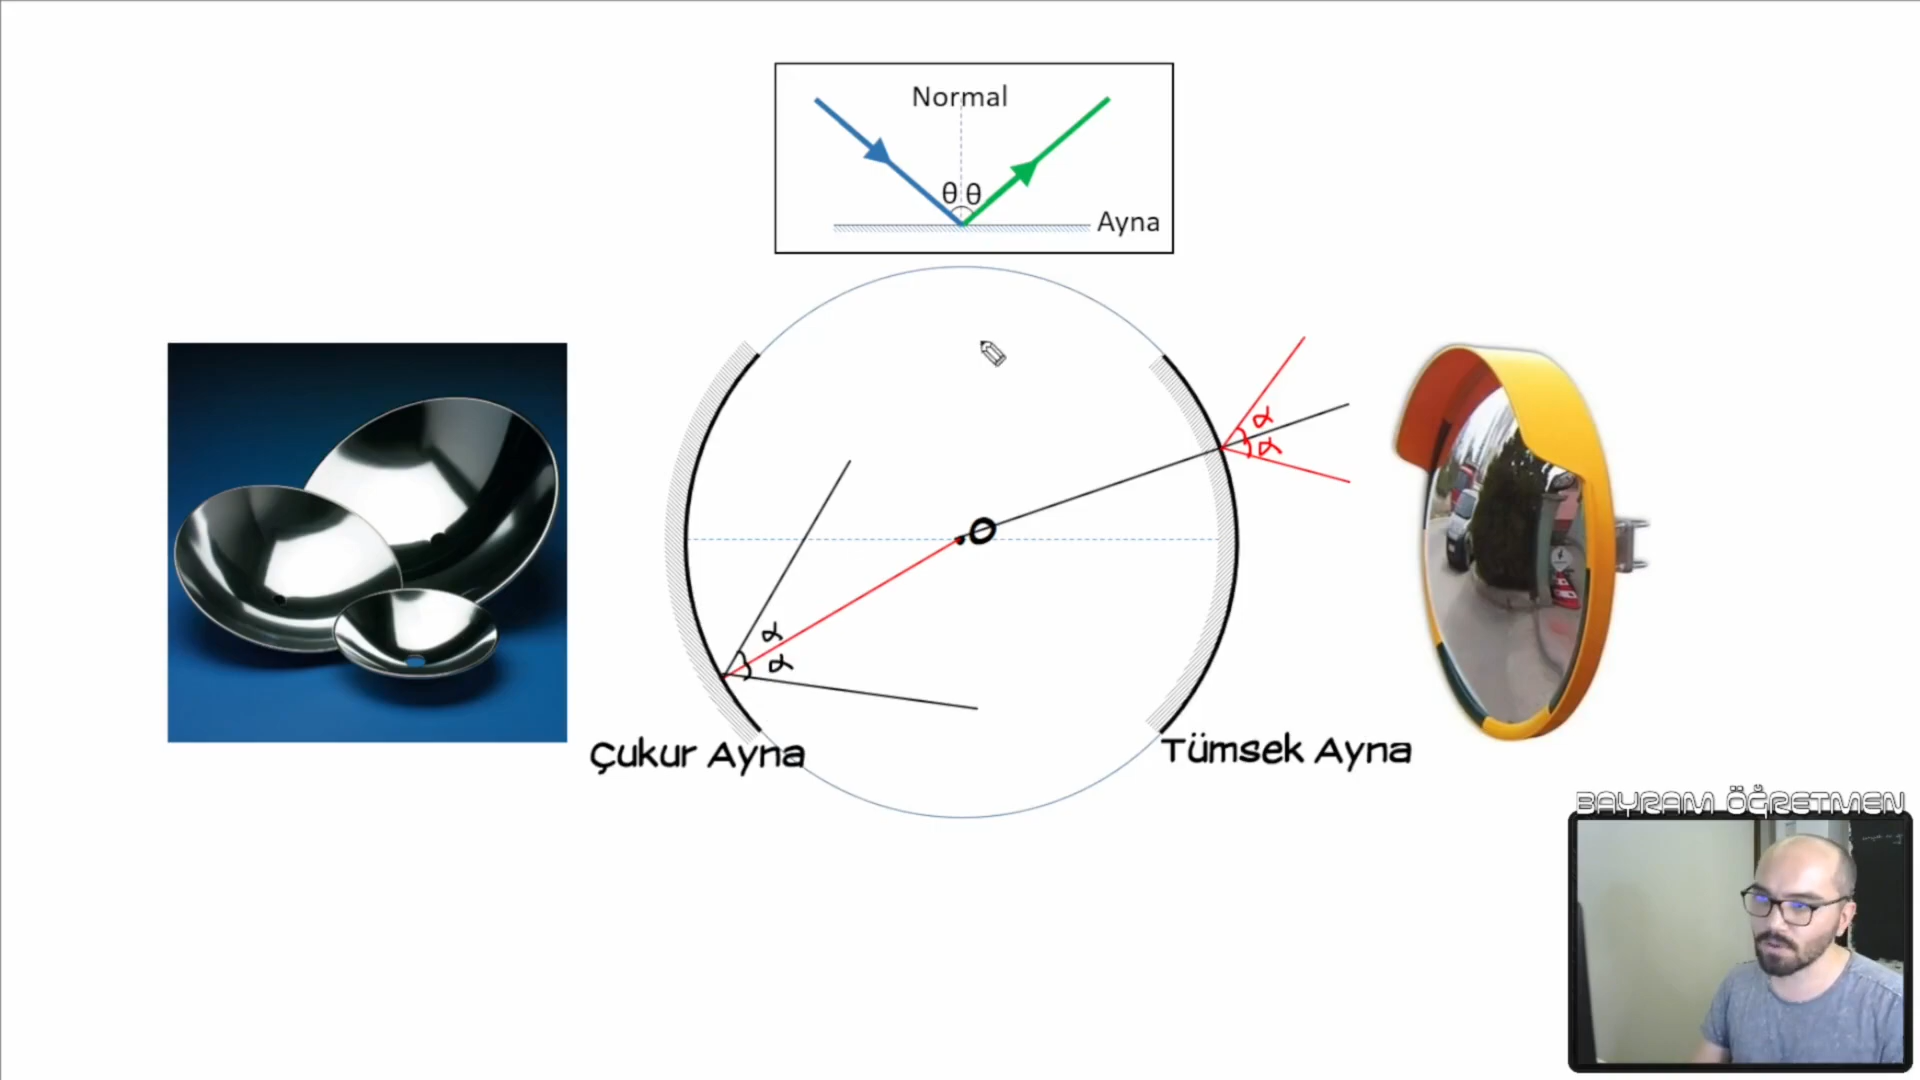 Normal
θ θ
Ayna
α
α
O
α
α
Çukur Ayna
Tümsek Ayna
BAYRAM ÖĞRETMEN